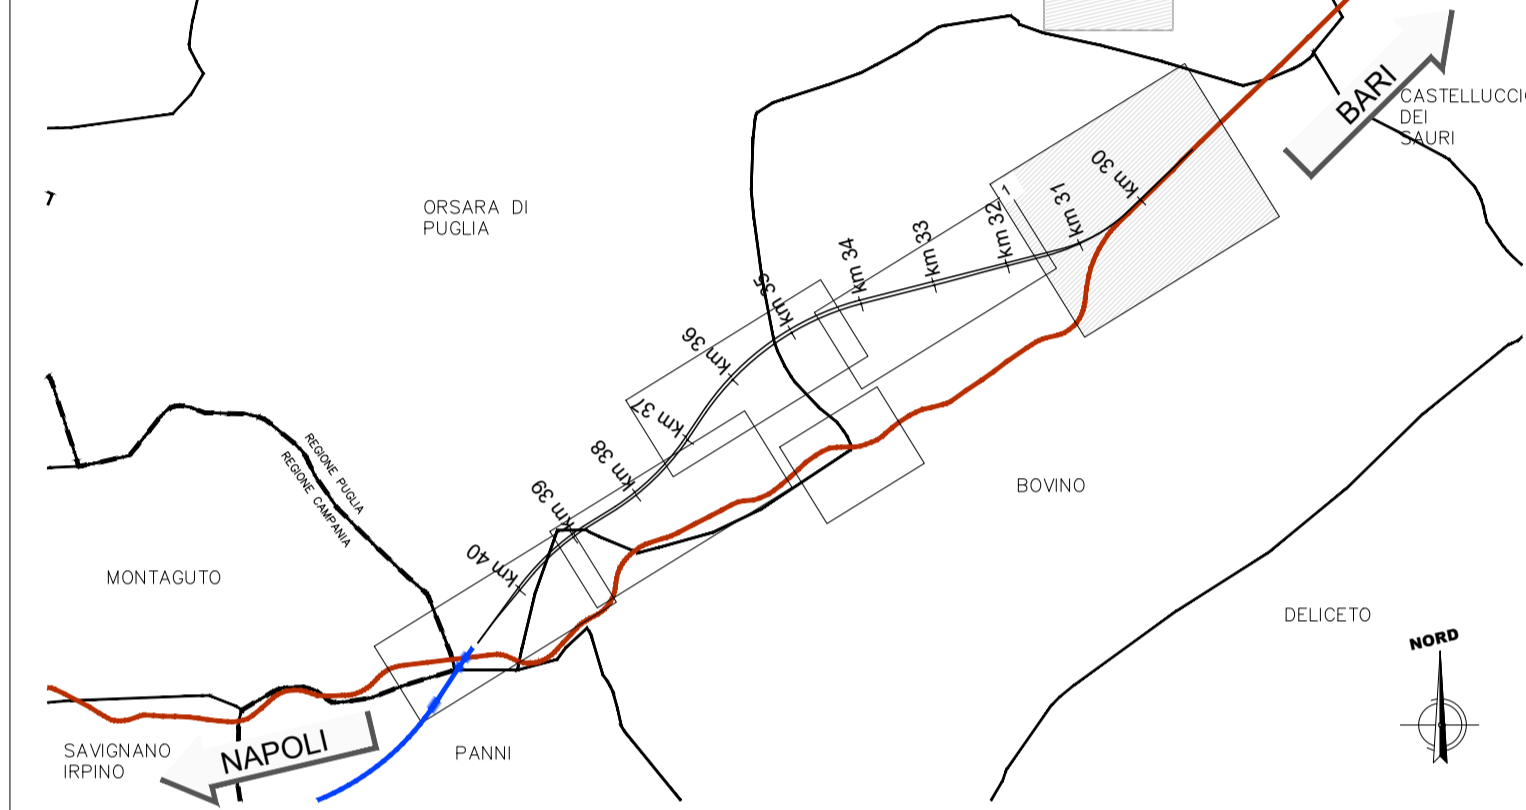 BARI
CASTELLUCCI
DEI
SAURI
km 30
1
km 31
km 32
km 33
km 34
km 35
km 36
km 37
km 38
km 39
km 40
ORSARA DI
PUGLIA
REGIONE PUGLIA
REGIONE CAMPANIA
BOVINO
MONTAGUTO
DELICETO
NORD
SAVIGNANO
IRPINO
NAPOLI
PANNI